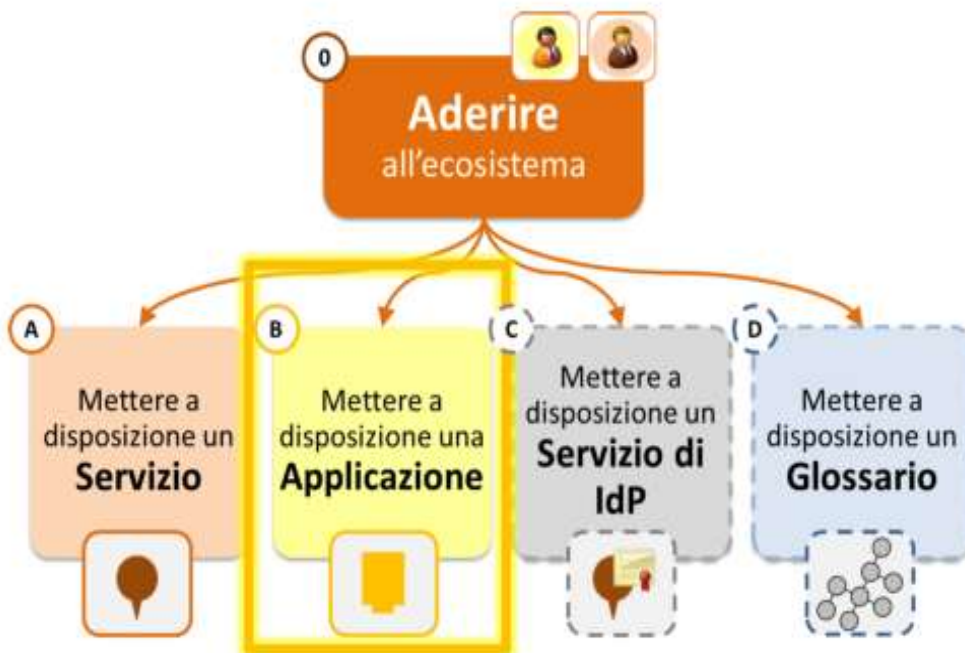 0
Aderire
all'ecosistema
A
Mettere a
disposizione un
Servizio
B
Mettere a
disposizione una
Applicazione
C
Mettere a
disposizione un
Servizio di
IdP
D
Mettere a
disposizione un
Glossario